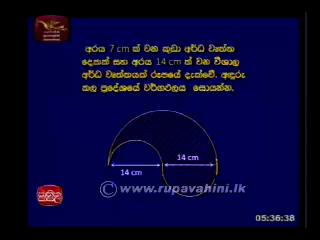 අරය 7 cm ක් වන කුඩා අර්ධ වෘත්ත
දෙකක් සහ අරය 14 cm ක් වන විශාල
අර්ධ වෘත්තයක් රූපයේ දැක්වේ. අඳුරු
කල ප්‍රදේශයේ වර්ගඵලය සොයන්න.
14 cm
14 cm
© www.rupavahini.lk
05:36:38